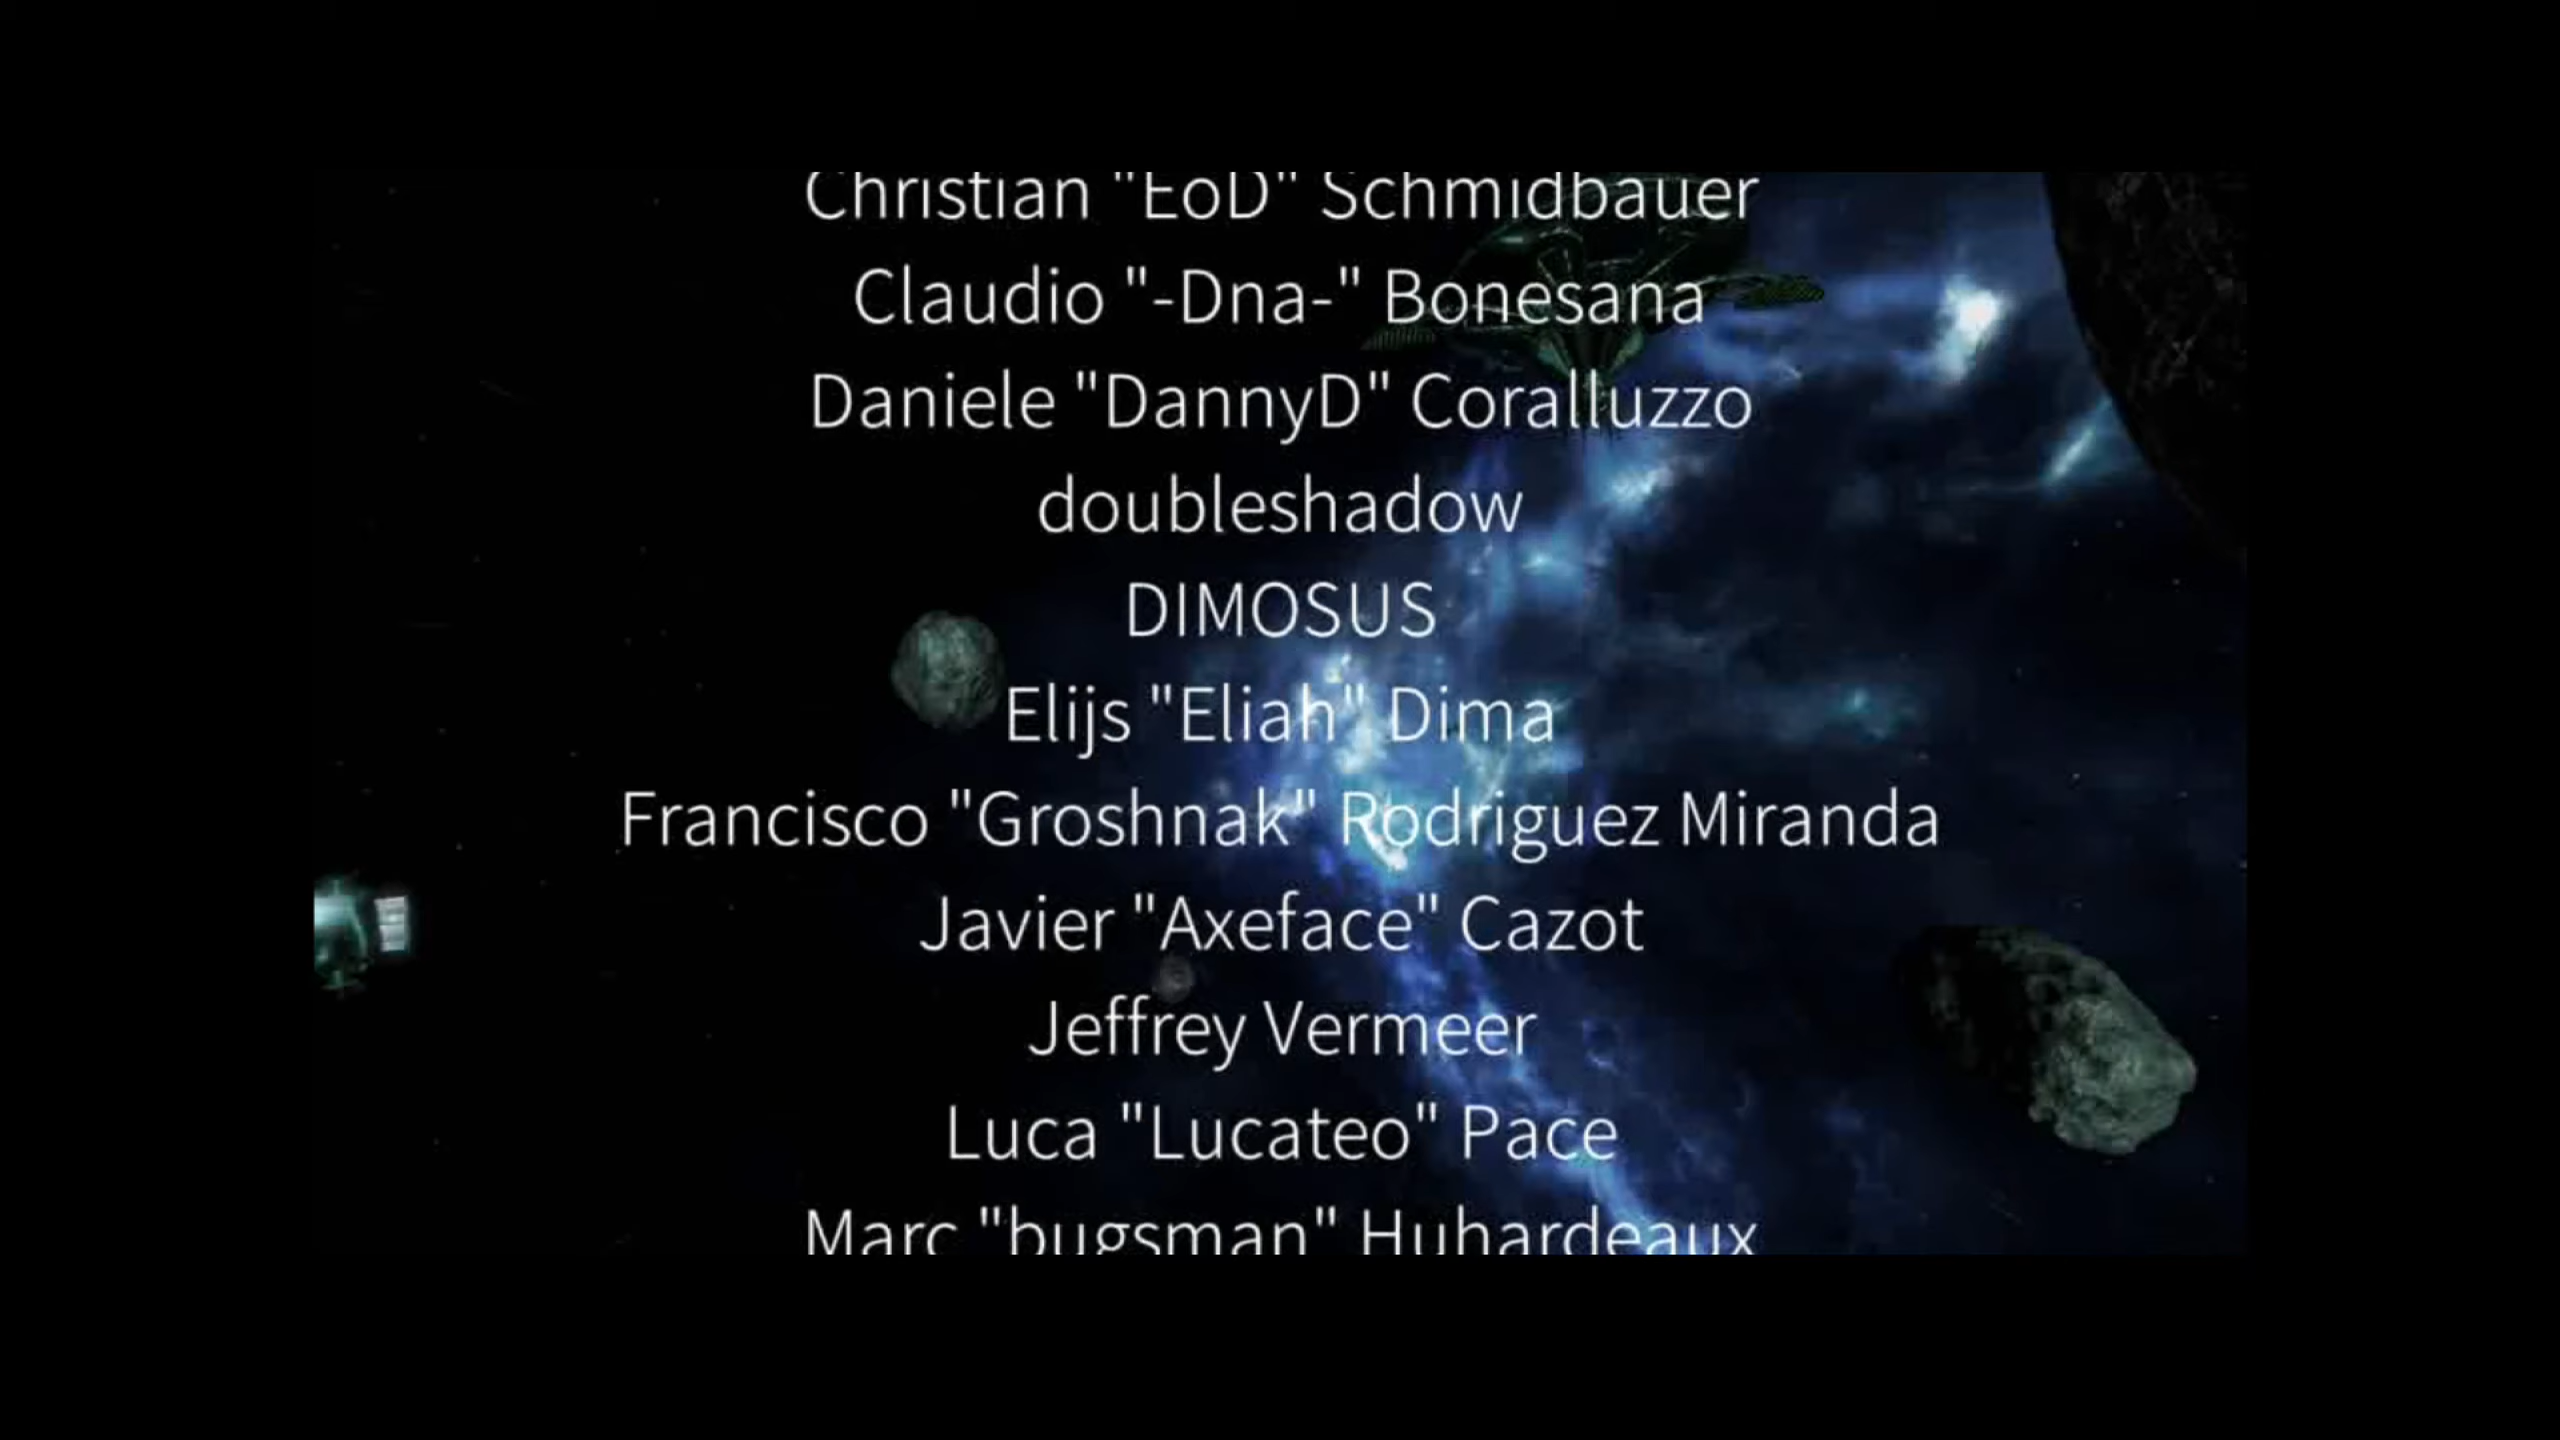 Christian "EoD" Schmidbauer
Claudio "-Dna-" Bonesana
Daniele "DannyD" Coralluzzo
doubleshadow
DIMOSUS
Elijs "Eliah" Dima
Francisco "Groshnak" Rodriguez Miranda
Javier "Axeface" Cazot
Jeffrey Vermeer
Luca "Lucateo" Pace
Marc "bugsman" Huhardeaux